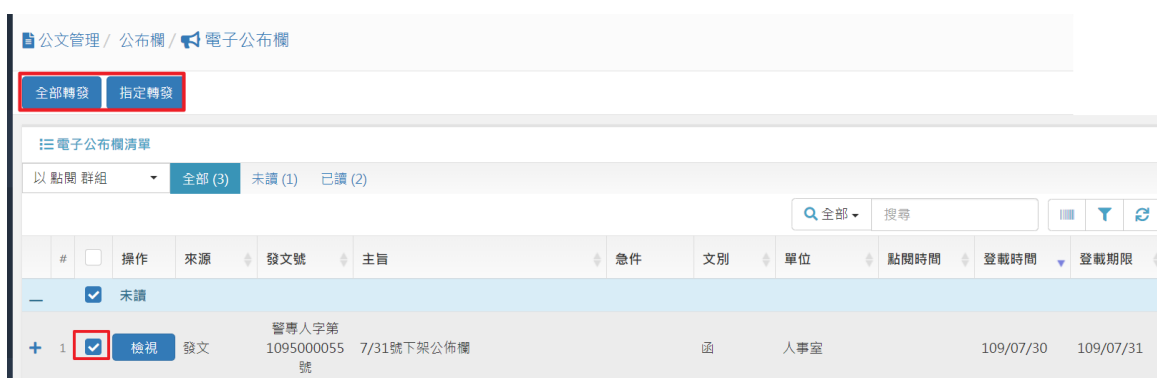 公文管理 / 公布欄 / 電子公布欄
全部轉發 指定轉發
電子公布欄清單
以 點閱 群組 全部 (3) 未讀 (1) 已讀 (2)
全部 搜尋
# 操作 來源 發文號 主旨 急件 文別 單位 點閱時間 登載時間 登載期限
未讀
警專人字第
1 檢視 發文 1095000055 7/31號下架公佈欄 函 人事室 109/07/30 109/07/31
號